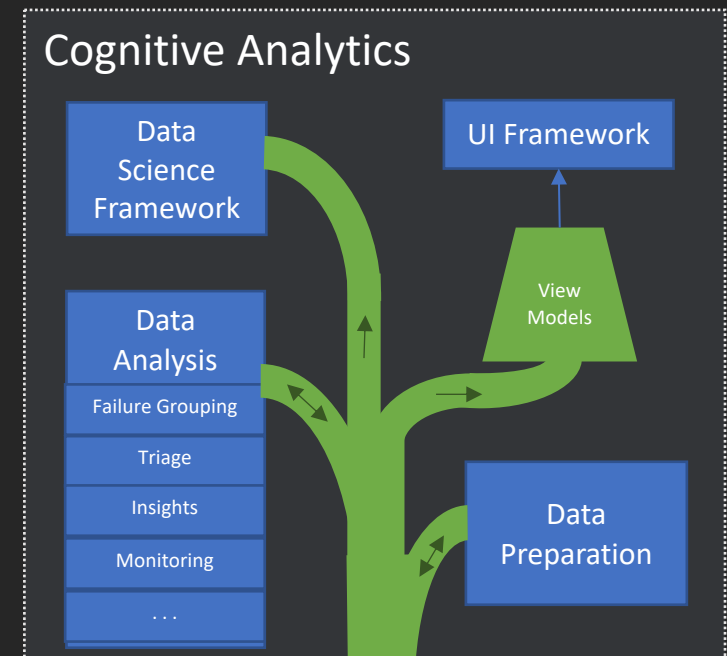 Cognitive Analytics
Data
Science
Framework
UI Framework
View
Models
Data
Analysis
Failure Grouping
Triage
Insights
Monitoring
. . .
Data
Preparation